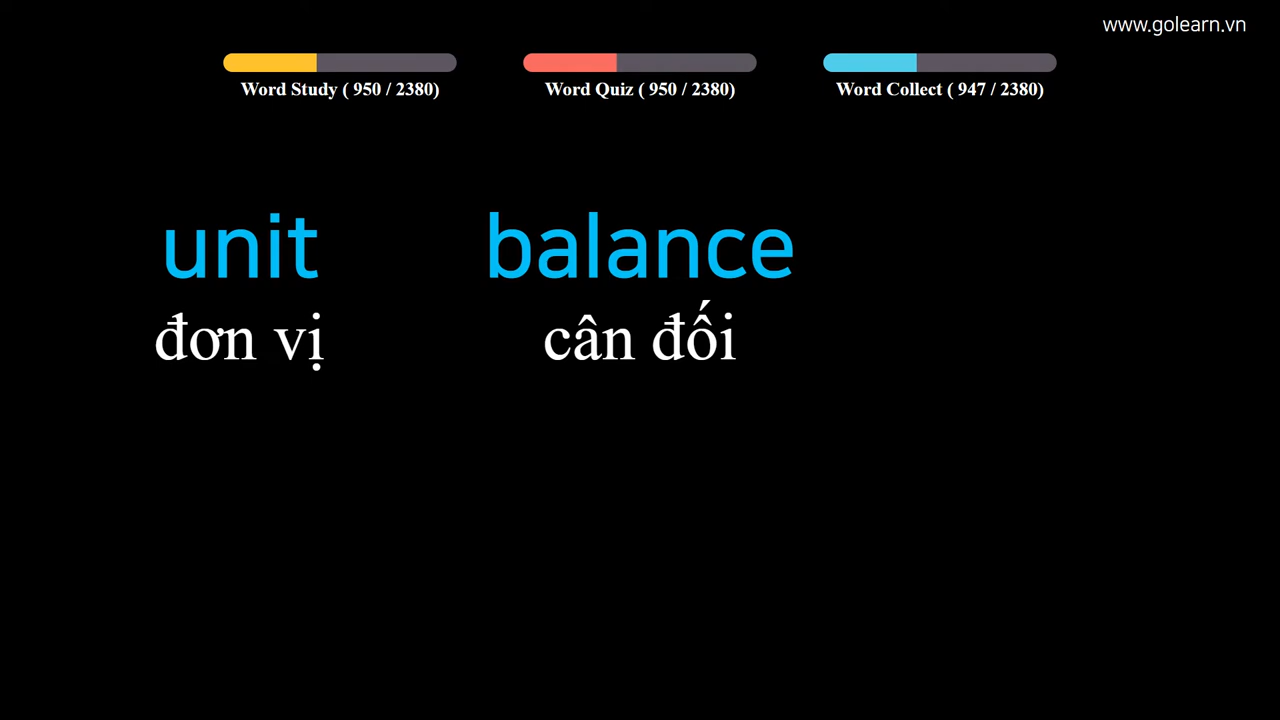 www.golearn.vn
Word Study ( 950 / 2380)
Word Quiz ( 950 / 2380)
Word Collect ( 947 / 2380)
unit
balance
đơn vị
cân đối